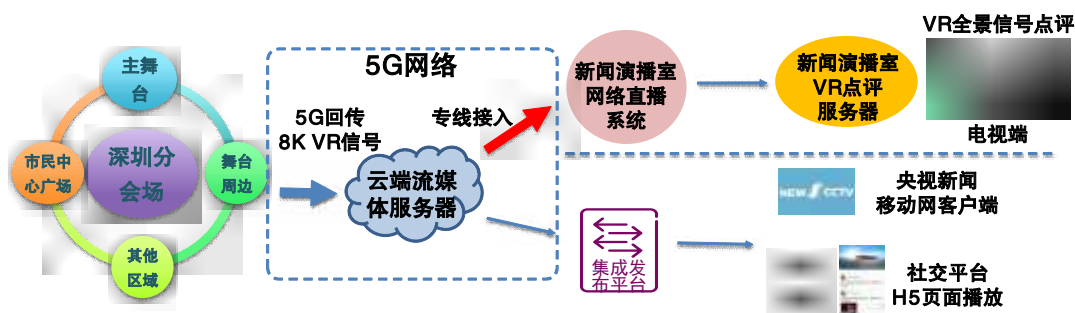 主舞
台
市民中
心广场
深圳分
会场
舞台
周边
其他
区域
5G网络
5G回传
8K VR信号
专线接入
云端流媒
体服务器
新闻演播室
网络直播
系统
新闻演播室
VR点评
服务器
VR全景信号点评
电视端
集成发
布平台
NEW CCTV
央视新闻
移动网客户端
社交平台
H5页面播放